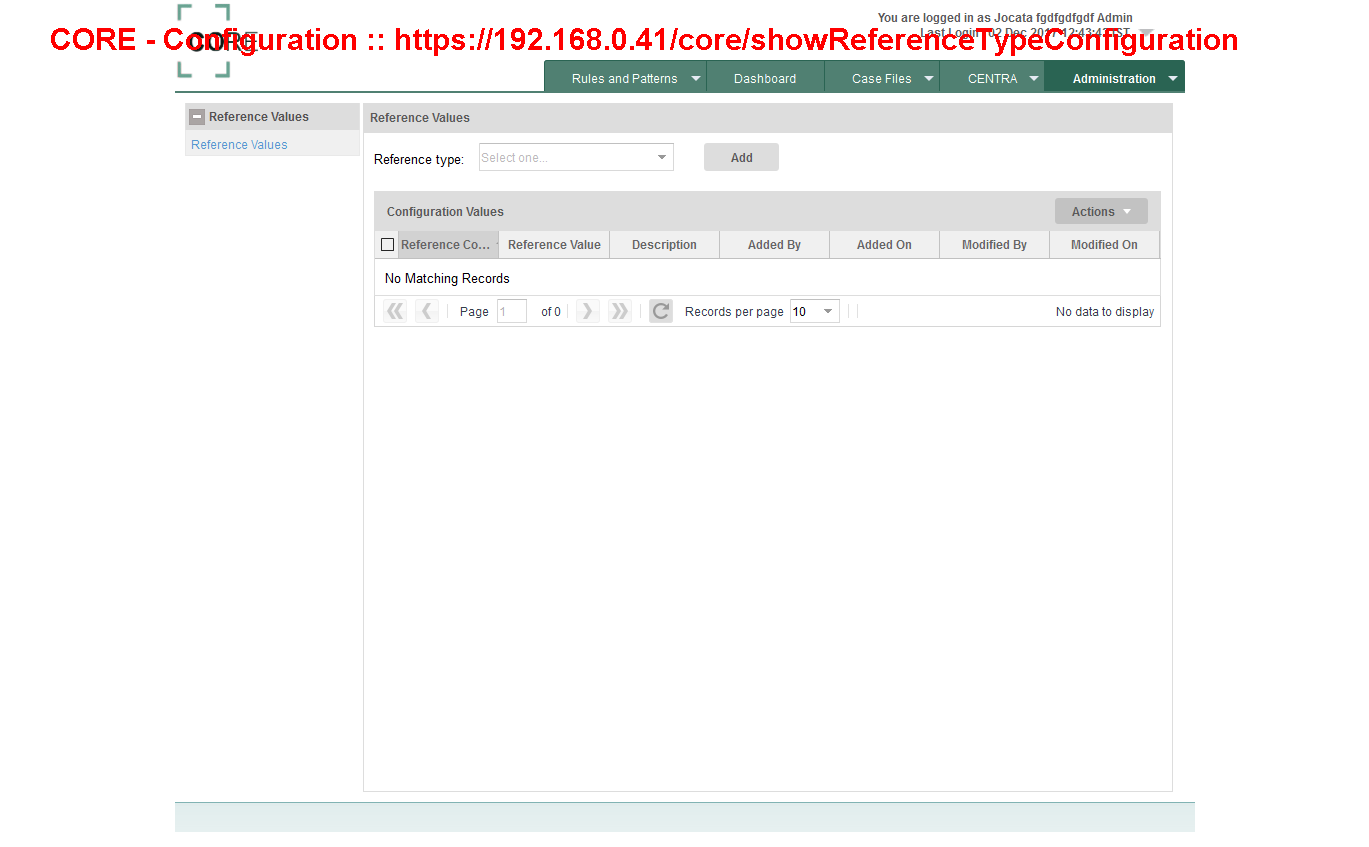 You are logged in as Jocata fgdfgdfgdf Admin
CORE - Configuration :: https://192.168.0.41/core/showReferenceTypeConfiguration
CORE
Last Login : 02 Dec 2017 12:43:43 IST
Rules and Patterns
Dashboard
Case Files
CENTRA
Administration
Reference Values
Reference Values
Reference Values
Reference type:
Select one...
Add
Configuration Values
Actions
Reference Co...
Reference Value
Description
Added By
Added On
Modified By
Modified On
No Matching Records
Page
1
of 0
Records per page
10
No data to display